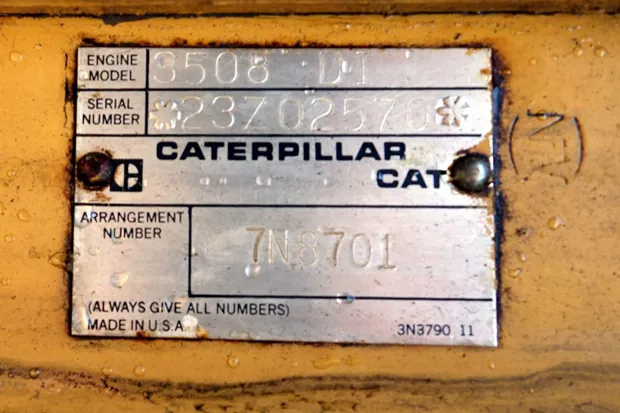 ENGINE MODEL 3508 DI
SERIAL NUMBER *23Z02576*
CATERPILLAR
CAT
ARRANGEMENT NUMBER 7N8701
(ALWAYS GIVE ALL NUMBERS)
MADE IN U.S.A. 3N3790 11